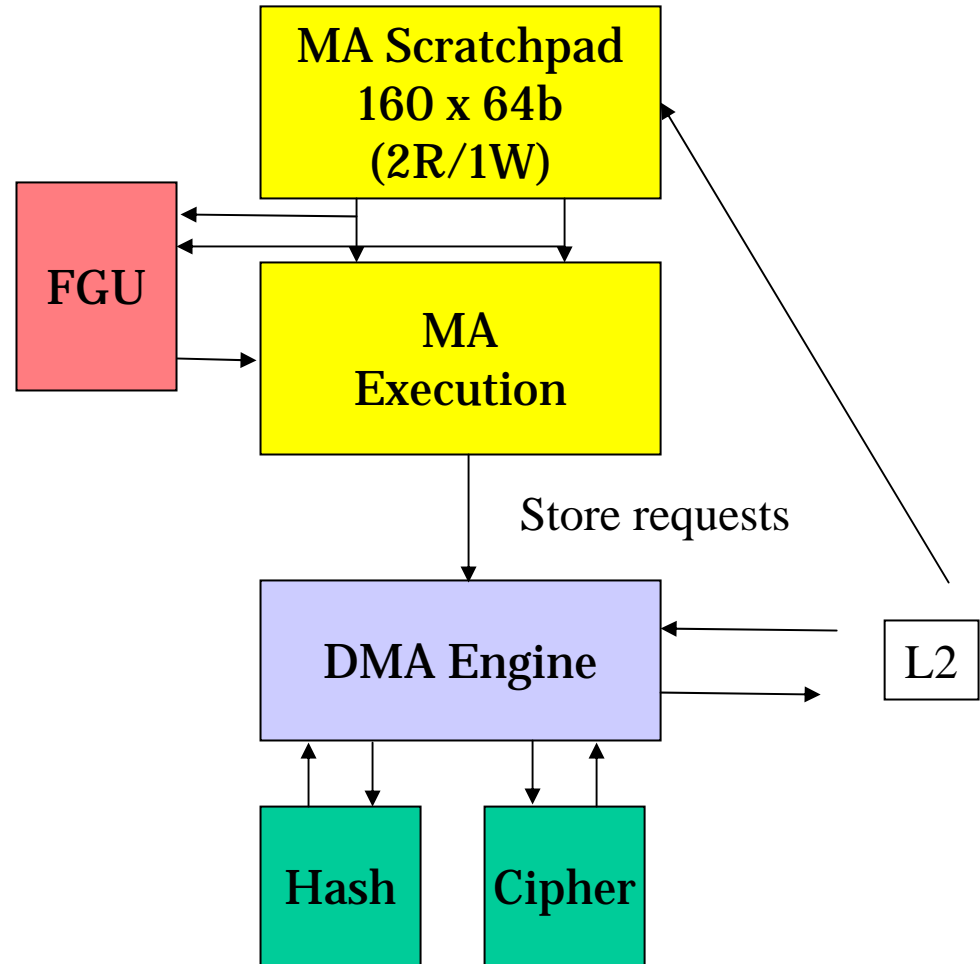 MA Scratchpad
160 x 64b
(2R/1W)
FGU
MA
Execution
Store requests
DMA Engine
L2
Hash
Cipher